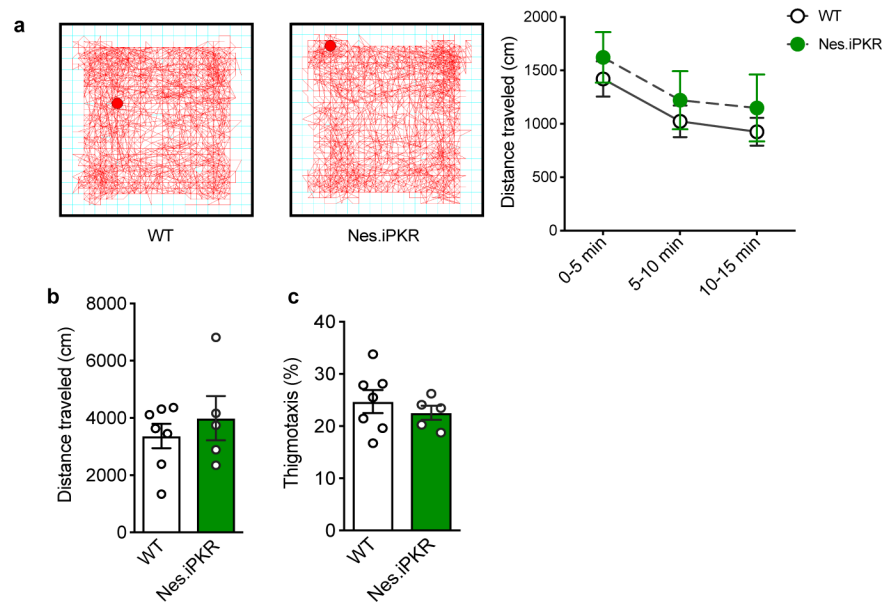 a
WT
Nes.iPKR
Distance traveled (cm)
2000
1500
1000
500
0
0-5 min
5-10 min
10-15 min
WT
Nes.iPKR
b
Distance traveled (cm)
8000
6000
4000
2000
0
WT
Nes.iPKR
c
Thigmotaxis (%)
40
30
20
10
0
WT
Nes.iPKR